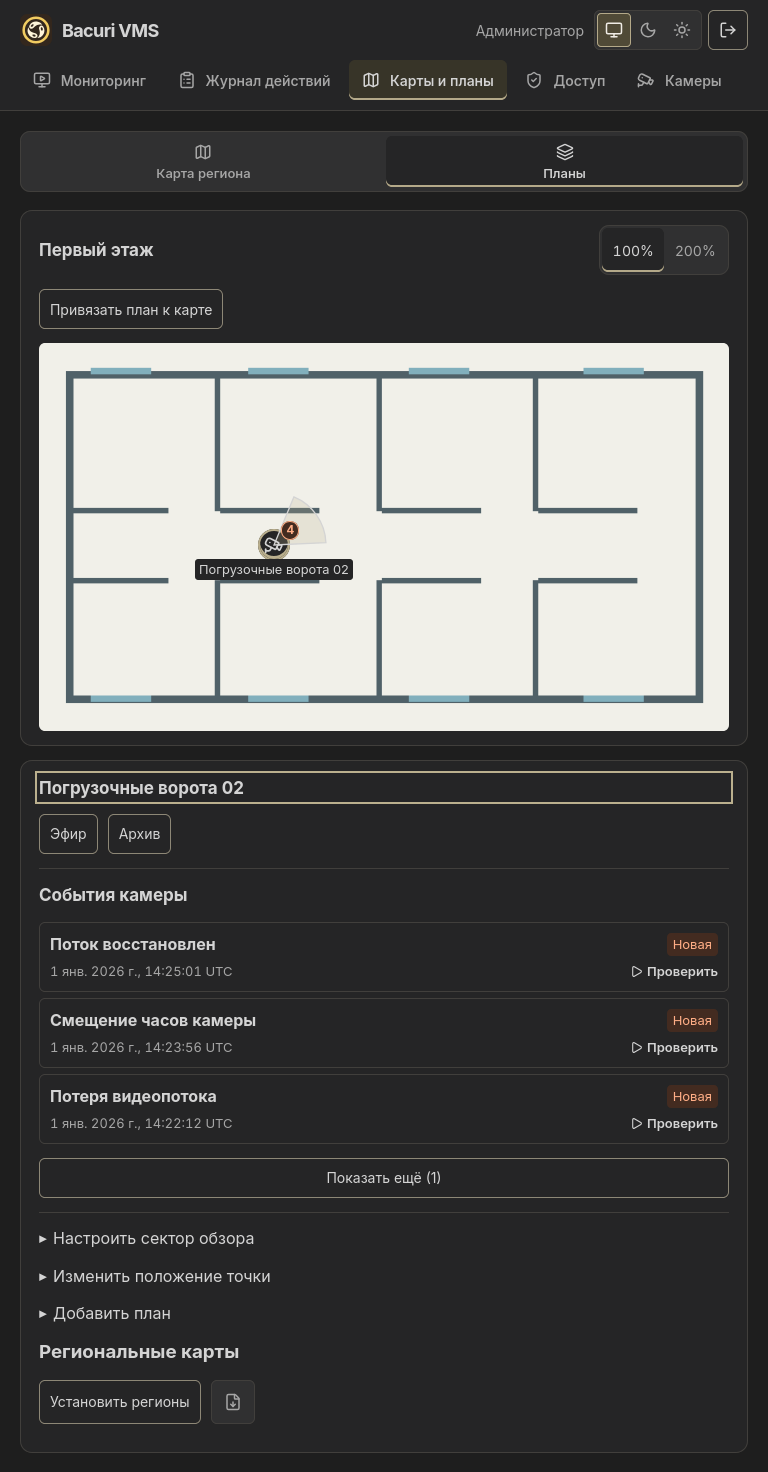 Bacuri VMS
Администратор
Мониторинг
Журнал действий
Карты и планы
Доступ
Камеры
Карта региона
Планы
Первый этаж
100%
200%
Привязать план к карте
4
Погрузочные ворота 02
Погрузочные ворота 02
Эфир
Архив
События камеры
Поток восстановлен
Новая
1 янв. 2026 г., 14:25:01 UTC
Проверить
Смещение часов камеры
Новая
1 янв. 2026 г., 14:23:56 UTC
Проверить
Потеря видеопотока
Новая
1 янв. 2026 г., 14:22:12 UTC
Проверить
Показать ещё (1)
Настроить сектор обзора
Изменить положение точки
Добавить план
Региональные карты
Установить регионы